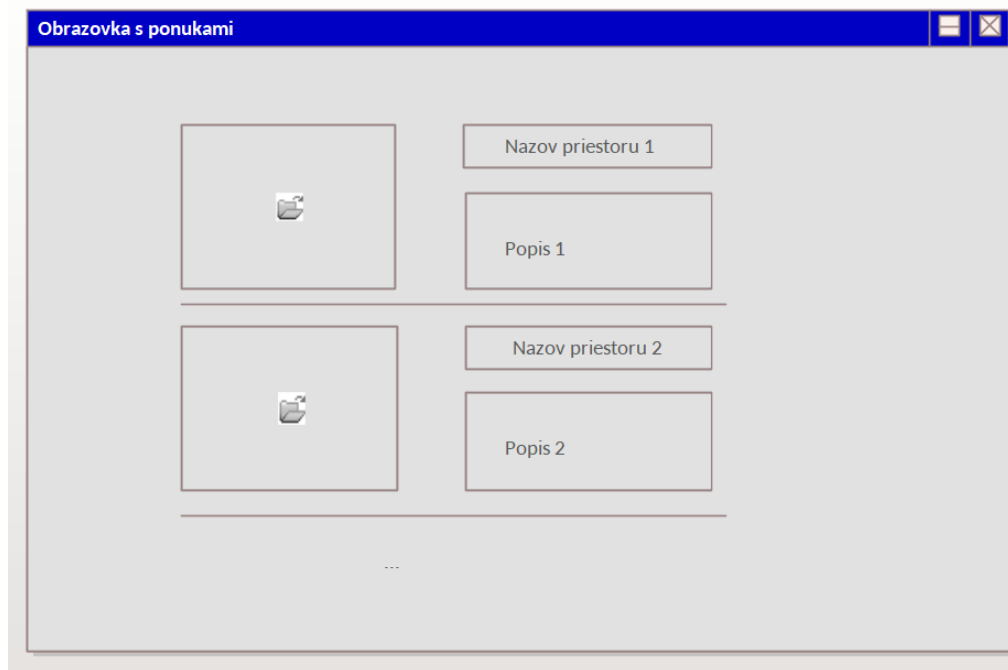 Obrazovka s ponukami
Nazov priestoru 1
Popis 1
Nazov priestoru 2
Popis 2
...